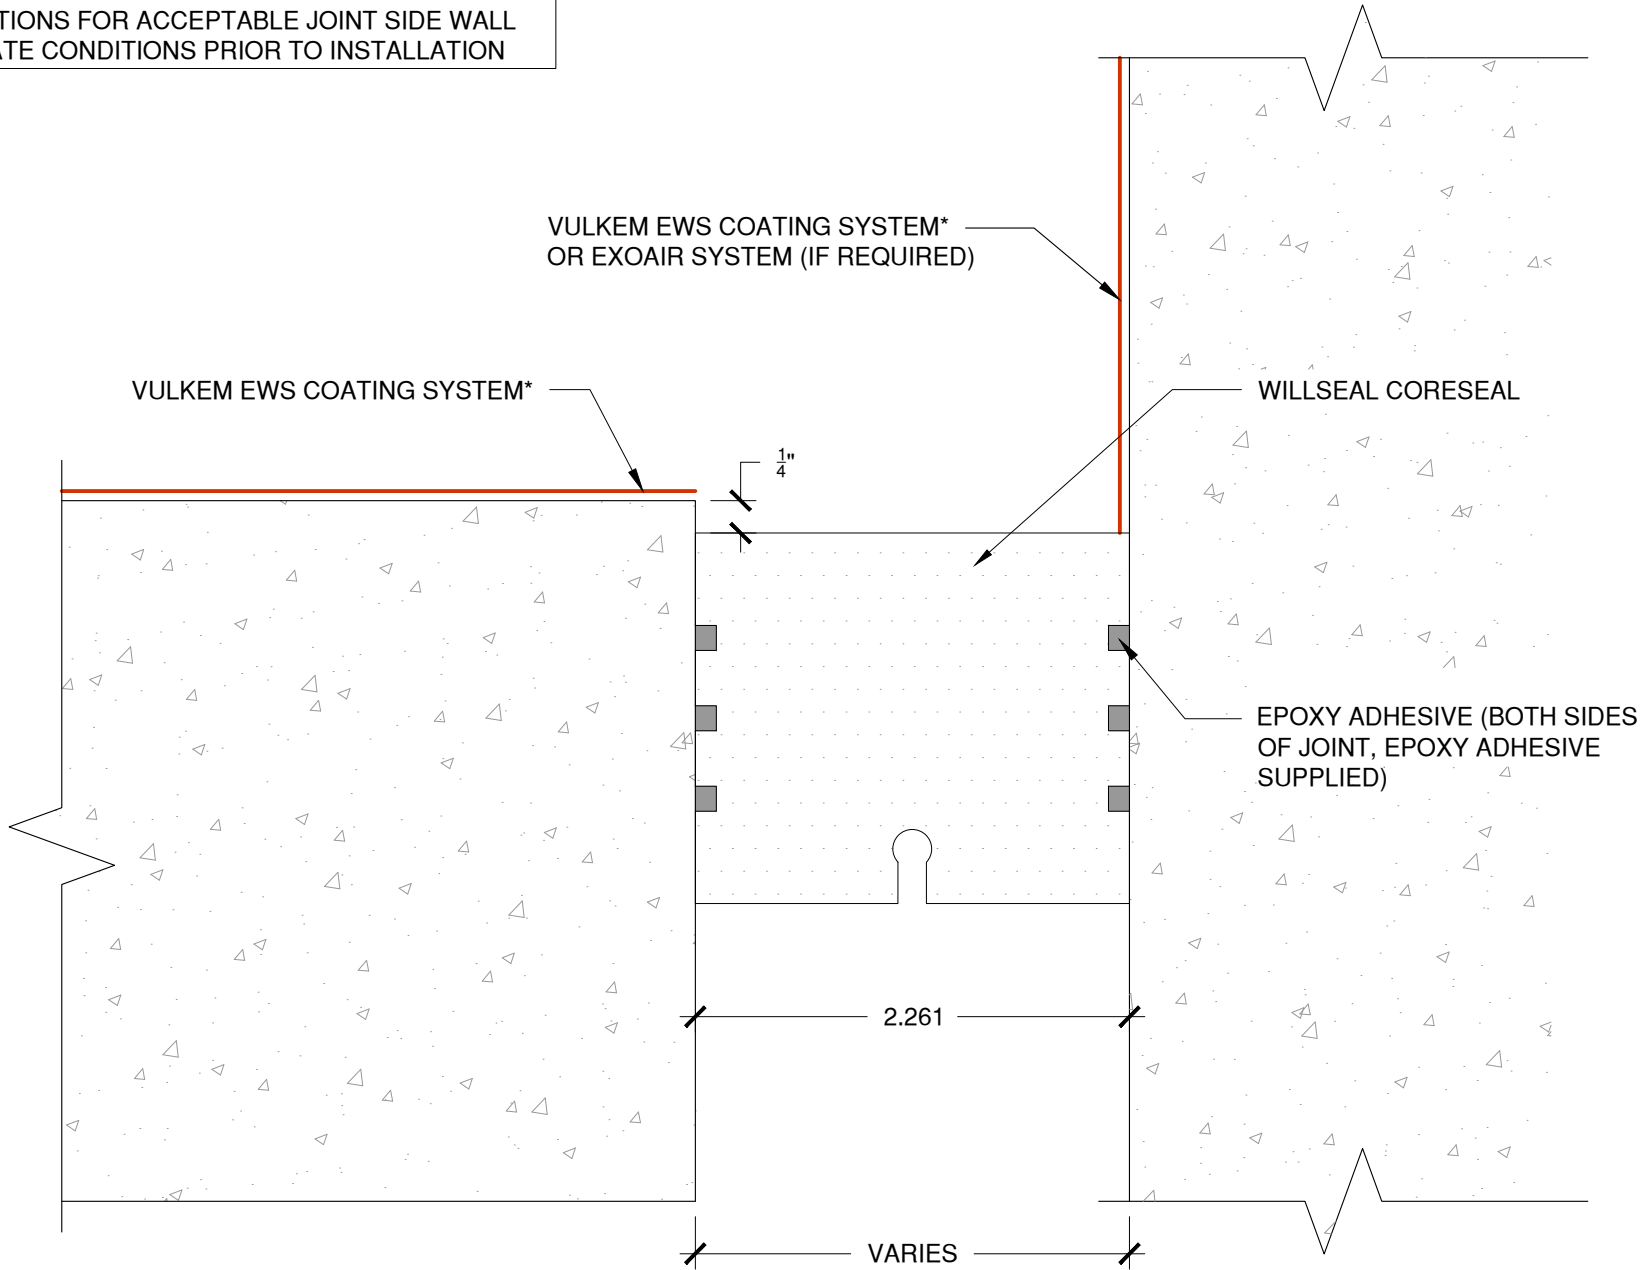 TIONS FOR ACCEPTABLE JOINT SIDE WALL
ATE CONDITIONS PRIOR TO INSTALLATION
VULKEM EWS COATING SYSTEM*
OR EXOAIR SYSTEM (IF REQUIRED)
VULKEM EWS COATING SYSTEM*
WILLSEAL CORESEAL
1/4"
EPOXY ADHESIVE (BOTH SIDES
OF JOINT, EPOXY ADHESIVE
SUPPLIED)
2.261
VARIES